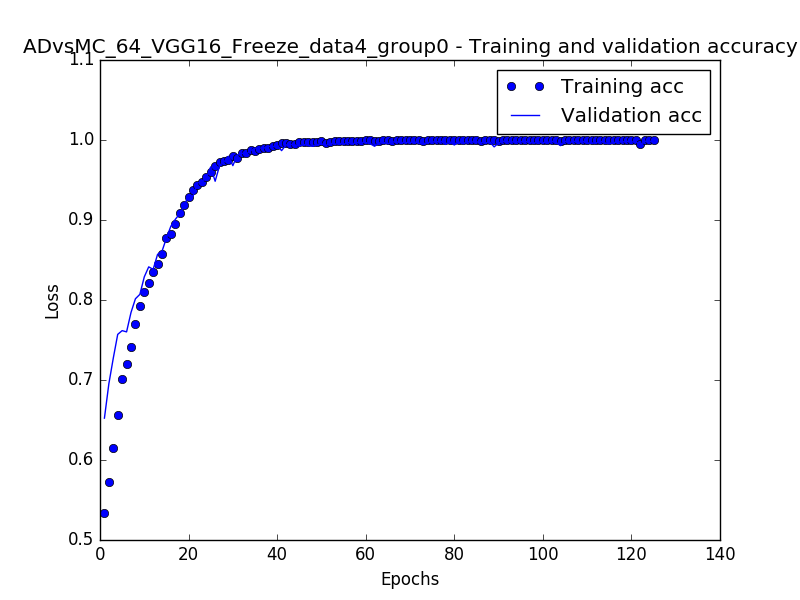 ADvsMC_64_VGG16_Freeze_data4_group0 - Training and validation accuracy
1.1
Training acc
Validation acc
1.0
0.9
0.8
Loss
0.7
0.6
0.5
0 20 40 60 80 100 120 140
Epochs